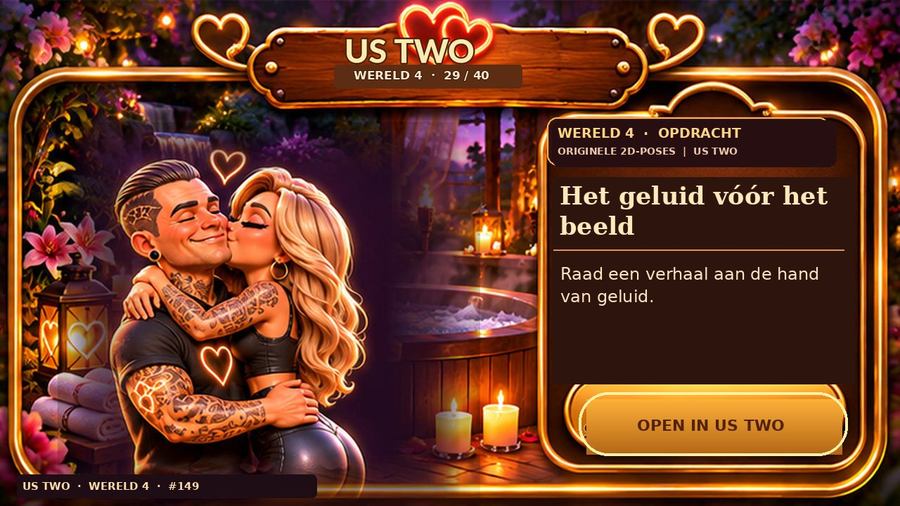 US TWO
WERELD 4 · 29 / 40
WERELD 4 · OPDRACHT
ORIGINELE 2D-POSES | US TWO
Het geluid vóór het
beeld
Raad een verhaal aan de hand
van geluid.
OPEN IN US TWO
US TWO · WERELD 4 · #149